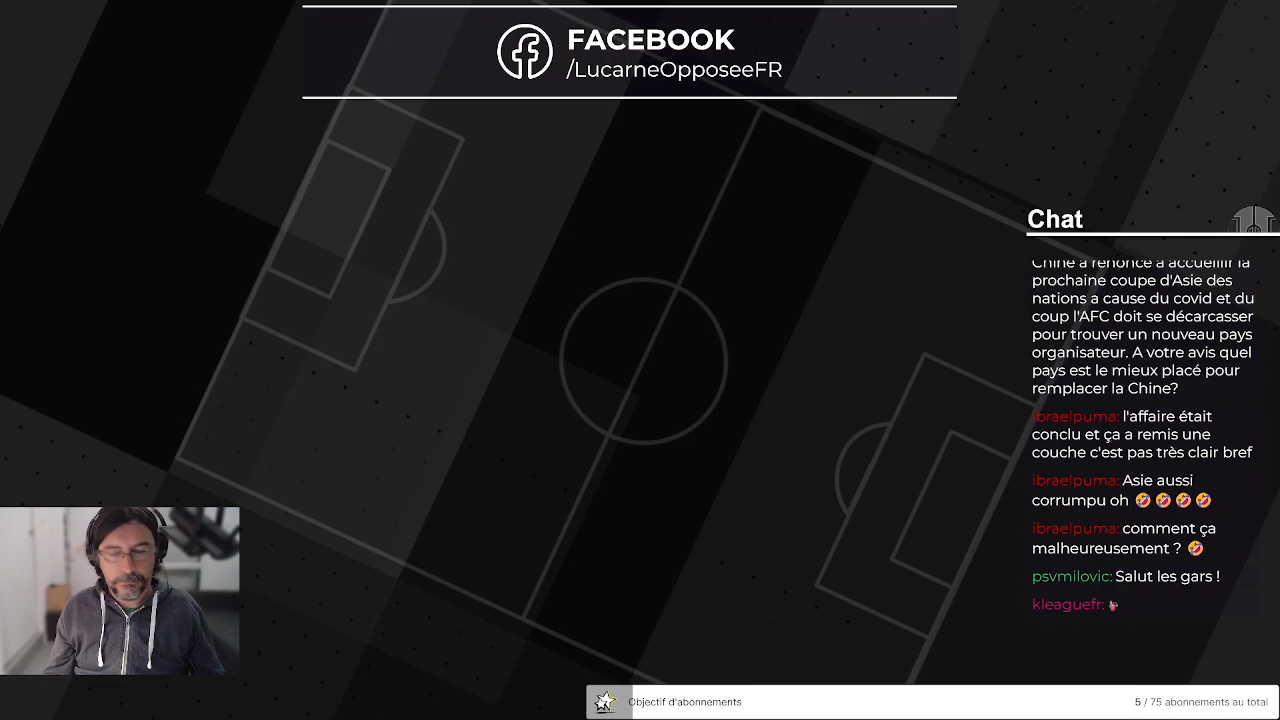 FACEBOOK
/LucarneOpposeeFR
Chat
Chine a renoncé à accueillir la
prochaine coupe d'Asie des
nations a cause du covid et du
coup l'AFC doit se décarcasser
pour trouver un nouveau pays
organisateur. A votre avis quel
pays est le mieux placé pour
remplacer la Chine?
ibraelpuma: l'affaire était
conclu et ça a remis une
couche c'est pas très clair bref
ibraelpuma: Asie aussi
corrumpu oh 🤣 🤣 🤣 🤣
ibraelpuma: comment ça
malheureusement ? 🤣
psvmilovic: Salut les gars !
kleaguefr:
Objectif d'abonnements
5 / 75 abonnements au total